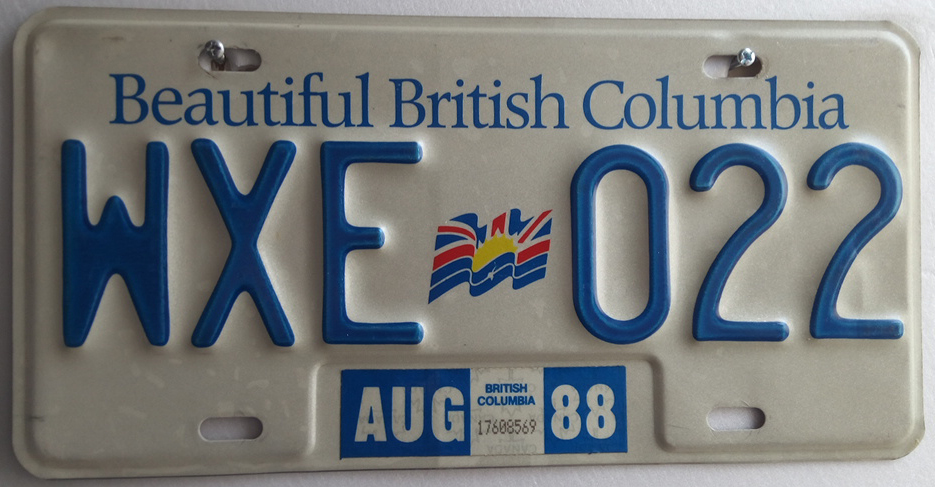 Beautiful British Columbia
WXE 022
AUG BRITISH COLUMBIA 17608569 88